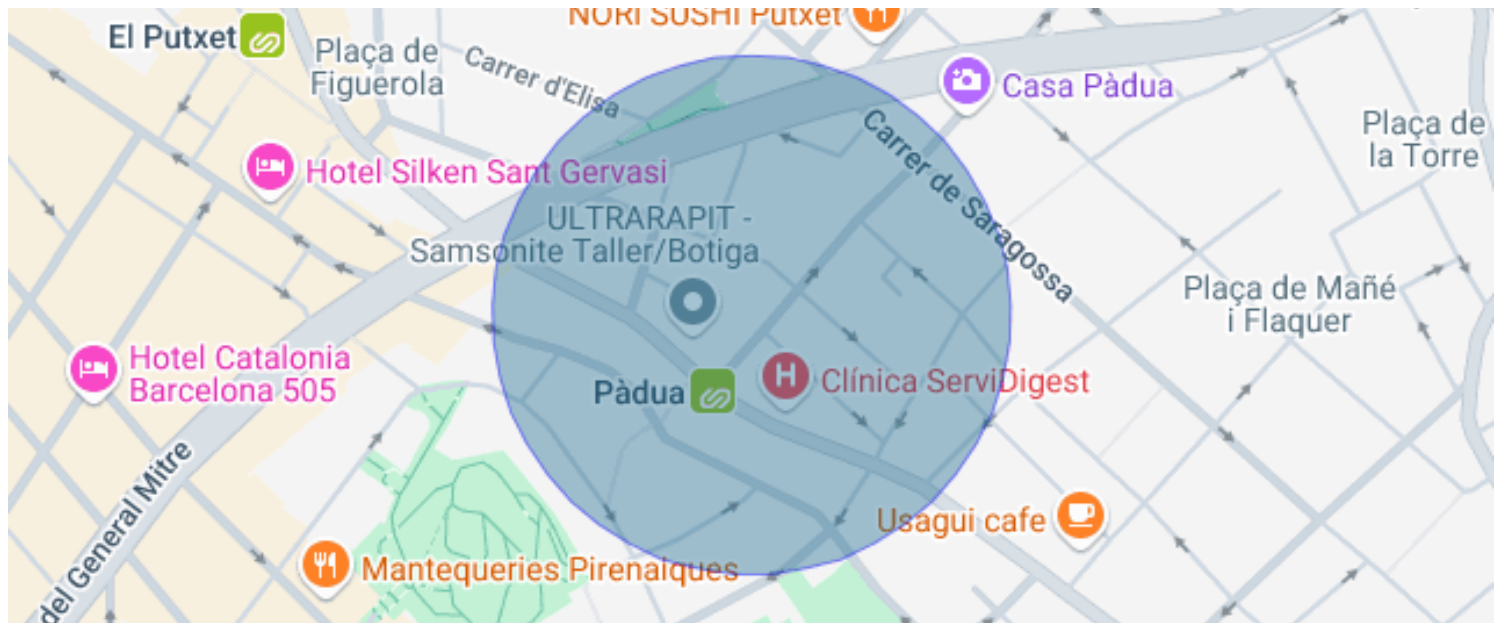 NORI SUSHI Putxet
El Putxet
Plaça de
Figuerola
Carrer d'Elisa
Casa Pàdua
Carrer de Saragossa
Plaça de
la Torre
Hotel Silken Sant Gervasi
ULTRARAPIT -
Samsonite Taller/Botiga
Plaça de Mañé
i Flaquer
Hotel Catalonia
Barcelona 505
Pàdua
H
Clínica ServiDigest
del General Mitre
Usagui cafe
Mantequeries Pirenaiques